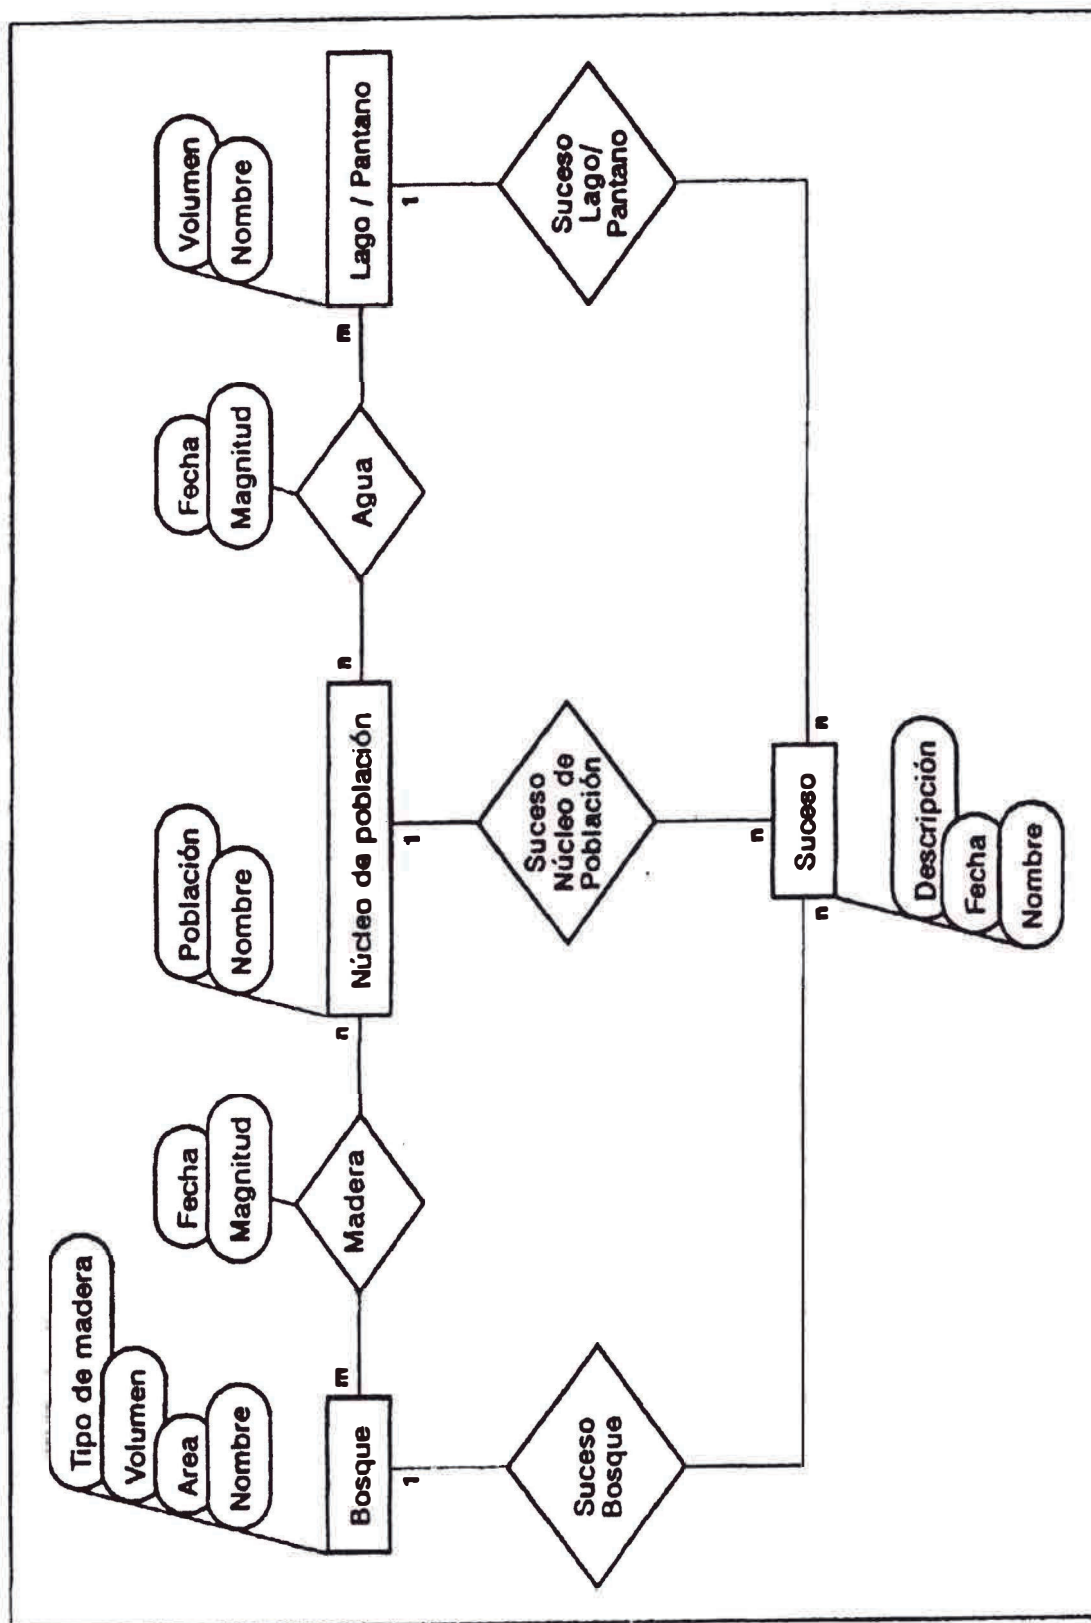 Tipo de madera
Volumen
Area
Nombre
Fecha
Magnitud
Población
Nombre
Fecha
Magnitud
Volumen
Nombre
Bosque
m
Madera
n
Núcleo de población
n
Agua
m
Lago / Pantano
1
1
1
Suceso
Bosque
Suceso
Núcleo de
Población
Suceso
Lago/
Pantano
n
n
n
Suceso
Descripción
Fecha
Nombre